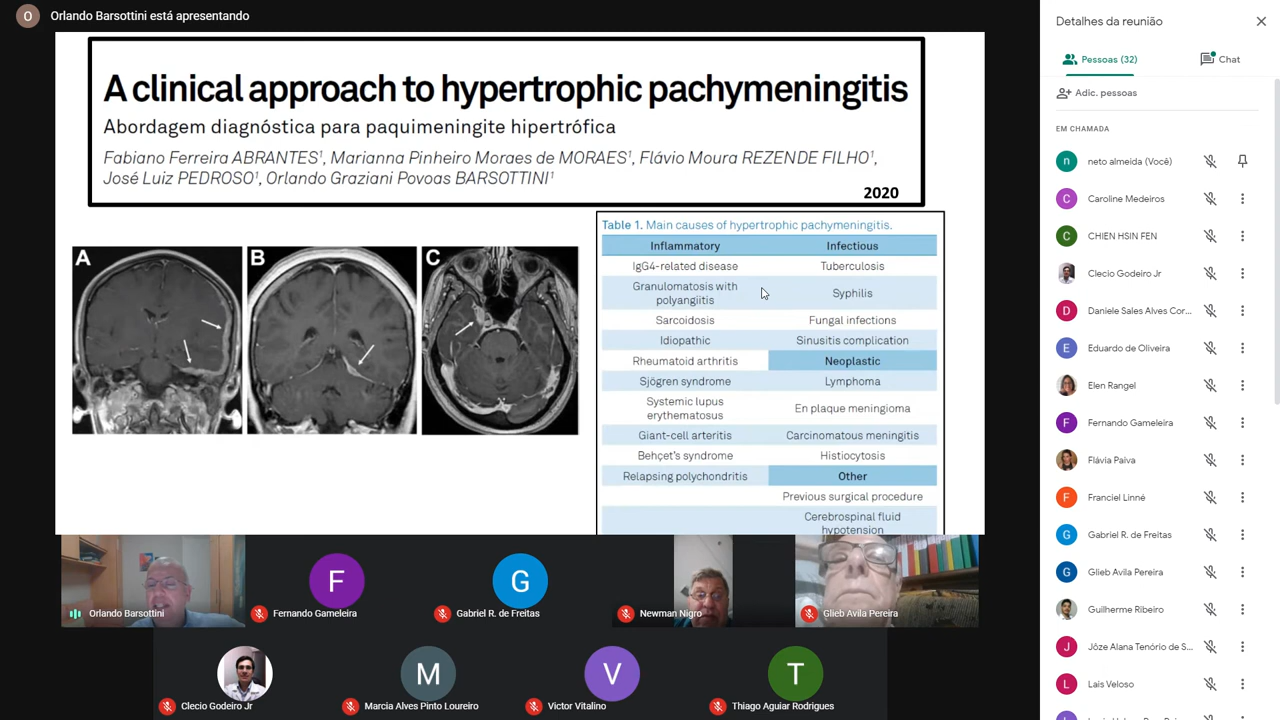 O
Orlando Barsottini está apresentando
A clinical approach to hypertrophic pachymeningitis
Abordagem diagnóstica para paquimeningite hipertrófica
Fabiano Ferreira ABRANTES¹, Marianna Pinheiro Moraes de MORAES¹, Flávio Moura REZENDE FILHO¹,
José Luiz PEDROSO¹, Orlando Graziani Povoas BARSOTTINI¹
2020
A
B
C
Table 1. Main causes of hypertrophic pachymeningitis.
Inflammatory Infectious
IgG4-related disease Tuberculosis
Granulomatosis with
polyangiitis
Syphilis
Sarcoidosis Fungal infections
Idiopathic Sinusitis complication
Rheumatoid arthritis Neoplastic
Sjögren syndrome Lymphoma
Systemic lupus
erythematosus
En plaque meningioma
Giant-cell arteritis Carcinomatous meningitis
Behçet's syndrome Histiocytosis
Relapsing polychondritis Other
Previous surgical procedure
Cerebrospinal fluid
hypotension
Orlando Barsottini
F
Fernando Gameleira
G
Gabriel R. de Freitas
Newman Nigro
Glieb Avila Pereira
Clecio Godeiro Jr
M
Marcia Alves Pinto Loureiro
V
Victor Vitalino
T
Thiago Aguiar Rodrigues
Detalhes da reunião
Pessoas (32)
Chat
Adic. pessoas
EM CHAMADA
n neto almeida (Você)
C Caroline Medeiros
C CHIEN HSIN FEN
Clecio Godeiro Jr
D Daniele Sales Alves Cor...
E Eduardo de Oliveira
Elen Rangel
F Fernando Gameleira
Flávia Paiva
Franciel Linné
G Gabriel R. de Freitas
G Glieb Avila Pereira
Guilherme Ribeiro
J Jôze Alana Tenório de S...
L Laís Veloso